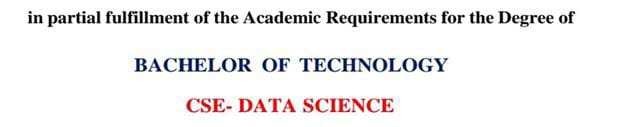 in partial fulfillment of the Academic Requirements for the Degree of
BACHELOR OF TECHNOLOGY
CSE- DATA SCIENCE